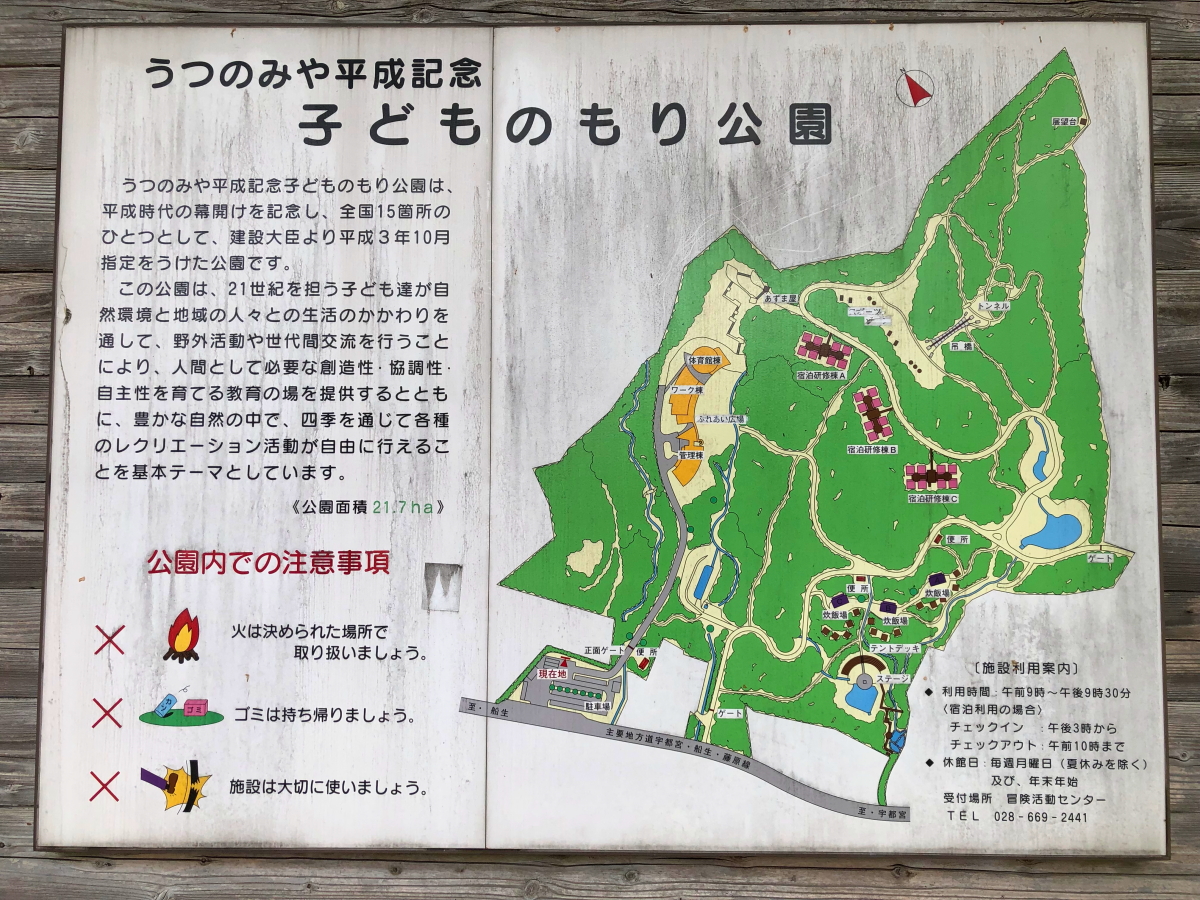 うつのみや平成記念
子どものもり公園
うつのみや平成記念子どものもり公園は、
平成時代の幕開けを記念し、全国15箇所の
ひとつとして、建設大臣より平成3年10月
指定をうけた公園です。
この公園は、21世紀を担う子ども達が自
然環境と地域の人々との生活のかかわりを
通して、野外活動や世代間交流を行うこと
により、人間として必要な創造性・協調性・
自主性を育てる教育の場を提供するととも
に、豊かな自然の中で、四季を通じて各種
のレクリエーション活動が自由に行えるこ
とを基本テーマとしています。
《公園面積 21.7ha》
公園内での注意事項
火は決められた場所で
取り扱いましょう。
カン
ゴミ
ゴミは持ち帰りましょう。
施設は大切に使いましょう。
展望台
あずま屋
トンネル
吊橋
体育館棟
宿泊研修棟A
ワーク棟
ふれあい広場
宿泊研修棟B
管理棟
宿泊研修棟C
便所
ゲート
便所
炊飯場
炊飯場
炊飯場
テントデッキ
ステージ
正面ゲート
便所
現在地
駐車場
ゲート
至・船生
主要地方道宇都宮・船生・藤原線
至・宇都宮
〔施設利用案内〕
◆ 利用時間:午前9時〜午後9時30分
〈宿泊利用の場合〉
チェックイン :午後3時から
チェックアウト:午前10時まで
◆ 休館日:毎週月曜日(夏休みを除く)
及び、年末年始
受付場所 冒険活動センター
TEL 028-669-2441